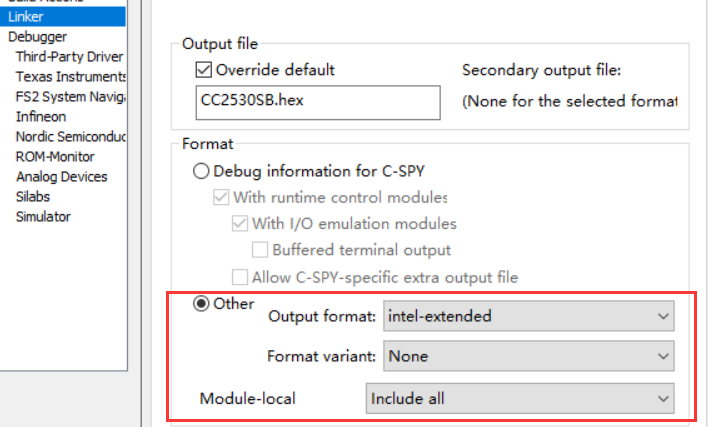 Build Actions
Linker
Debugger
Third-Party Driver
Texas Instruments
FS2 System Naviga
Infineon
Nordic Semiconduc
ROM-Monitor
Analog Devices
Silabs
Simulator
Output file
Override default
Secondary output file:
CC2530SB.hex
(None for the selected format
Format
Debug information for C-SPY
With runtime control modules
With I/O emulation modules
Buffered terminal output
Allow C-SPY-specific extra output file
Other
Output format: intel-extended
Format variant: None
Module-local Include all